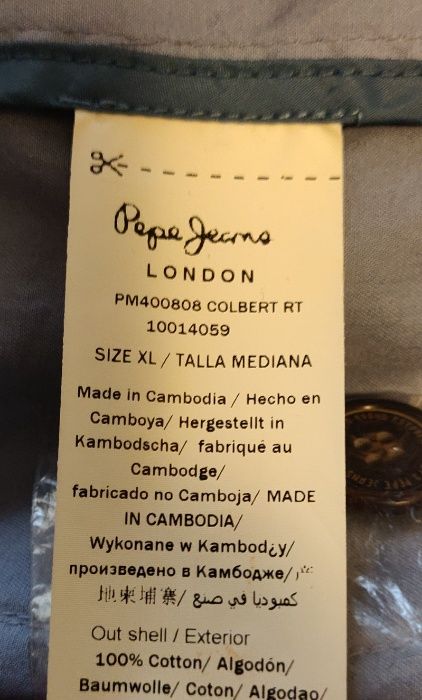 Pepe Jeans
LONDON
PM400808 COLBERT RT
10014059
SIZE XL / TALLA MEDIANA
Made in Cambodia / Hecho en
Camboya/ Hergestellt in
Kambodscha/ fabriqué au
Cambodge/
fabricado no Camboja/ MADE
IN CAMBODIA/
Wykonane w Kambod¿y/
произведено в Камбодже/
地柬埔寨/ كمبوديا في صنع
Out shell / Exterior
100% Cotton/ Algodón/
Baumwolle/ Coton/ Algodao/